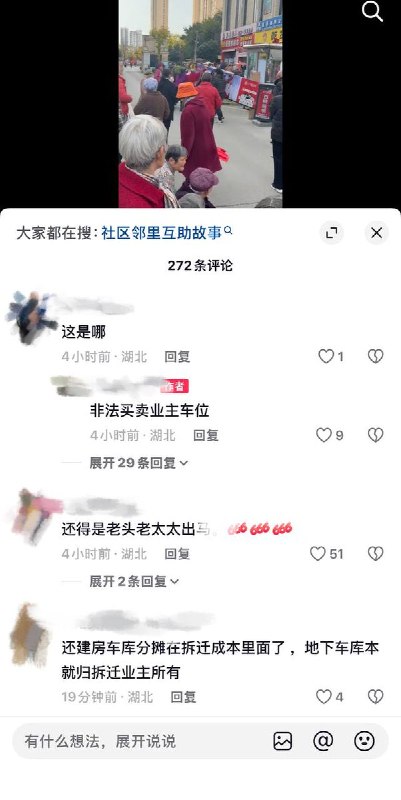 大家都在搜：社区邻里互助故事
272条评论
这是哪
4小时前 · 湖北 回复
1
作者
非法买卖业主车位
4小时前 · 湖北 回复
9
展开29条回复
还得是老头老太太出马
4小时前 · 湖北 回复
51
展开2条回复
还建房车库分摊在拆迁成本里面了，地下车库本
就归拆迁业主所有
19分钟前 · 湖北 回复
4
有什么想法，展开说说